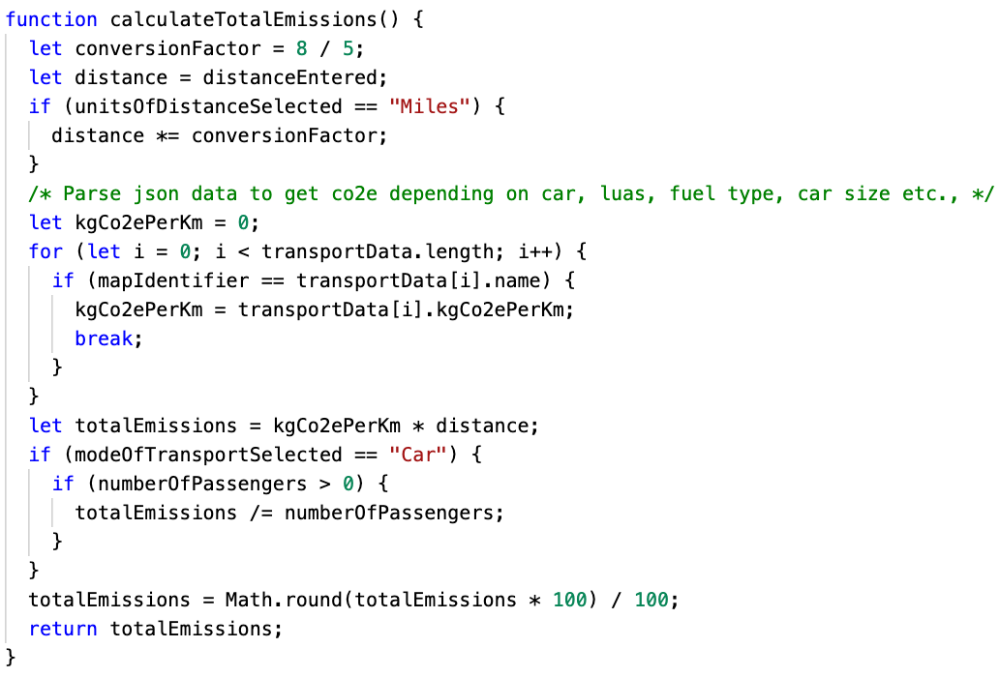 function calculateTotalEmissions() {
  let conversionFactor = 8 / 5;
  let distance = distanceEntered;
  if (unitsOfDistanceSelected == "Miles") {
    distance *= conversionFactor;
  }
  /* Parse json data to get co2e depending on car, luas, fuel type, car size etc., */
  let kgCo2ePerKm = 0;
  for (let i = 0; i < transportData.length; i++) {
    if (mapIdentifier == transportData[i].name) {
      kgCo2ePerKm = transportData[i].kgCo2ePerKm;
      break;
    }
  }
  let totalEmissions = kgCo2ePerKm * distance;
  if (modeOfTransportSelected == "Car") {
    if (numberOfPassengers > 0) {
      totalEmissions /= numberOfPassengers;
    }
  }
  totalEmissions = Math.round(totalEmissions * 100) / 100;
  return totalEmissions;
}